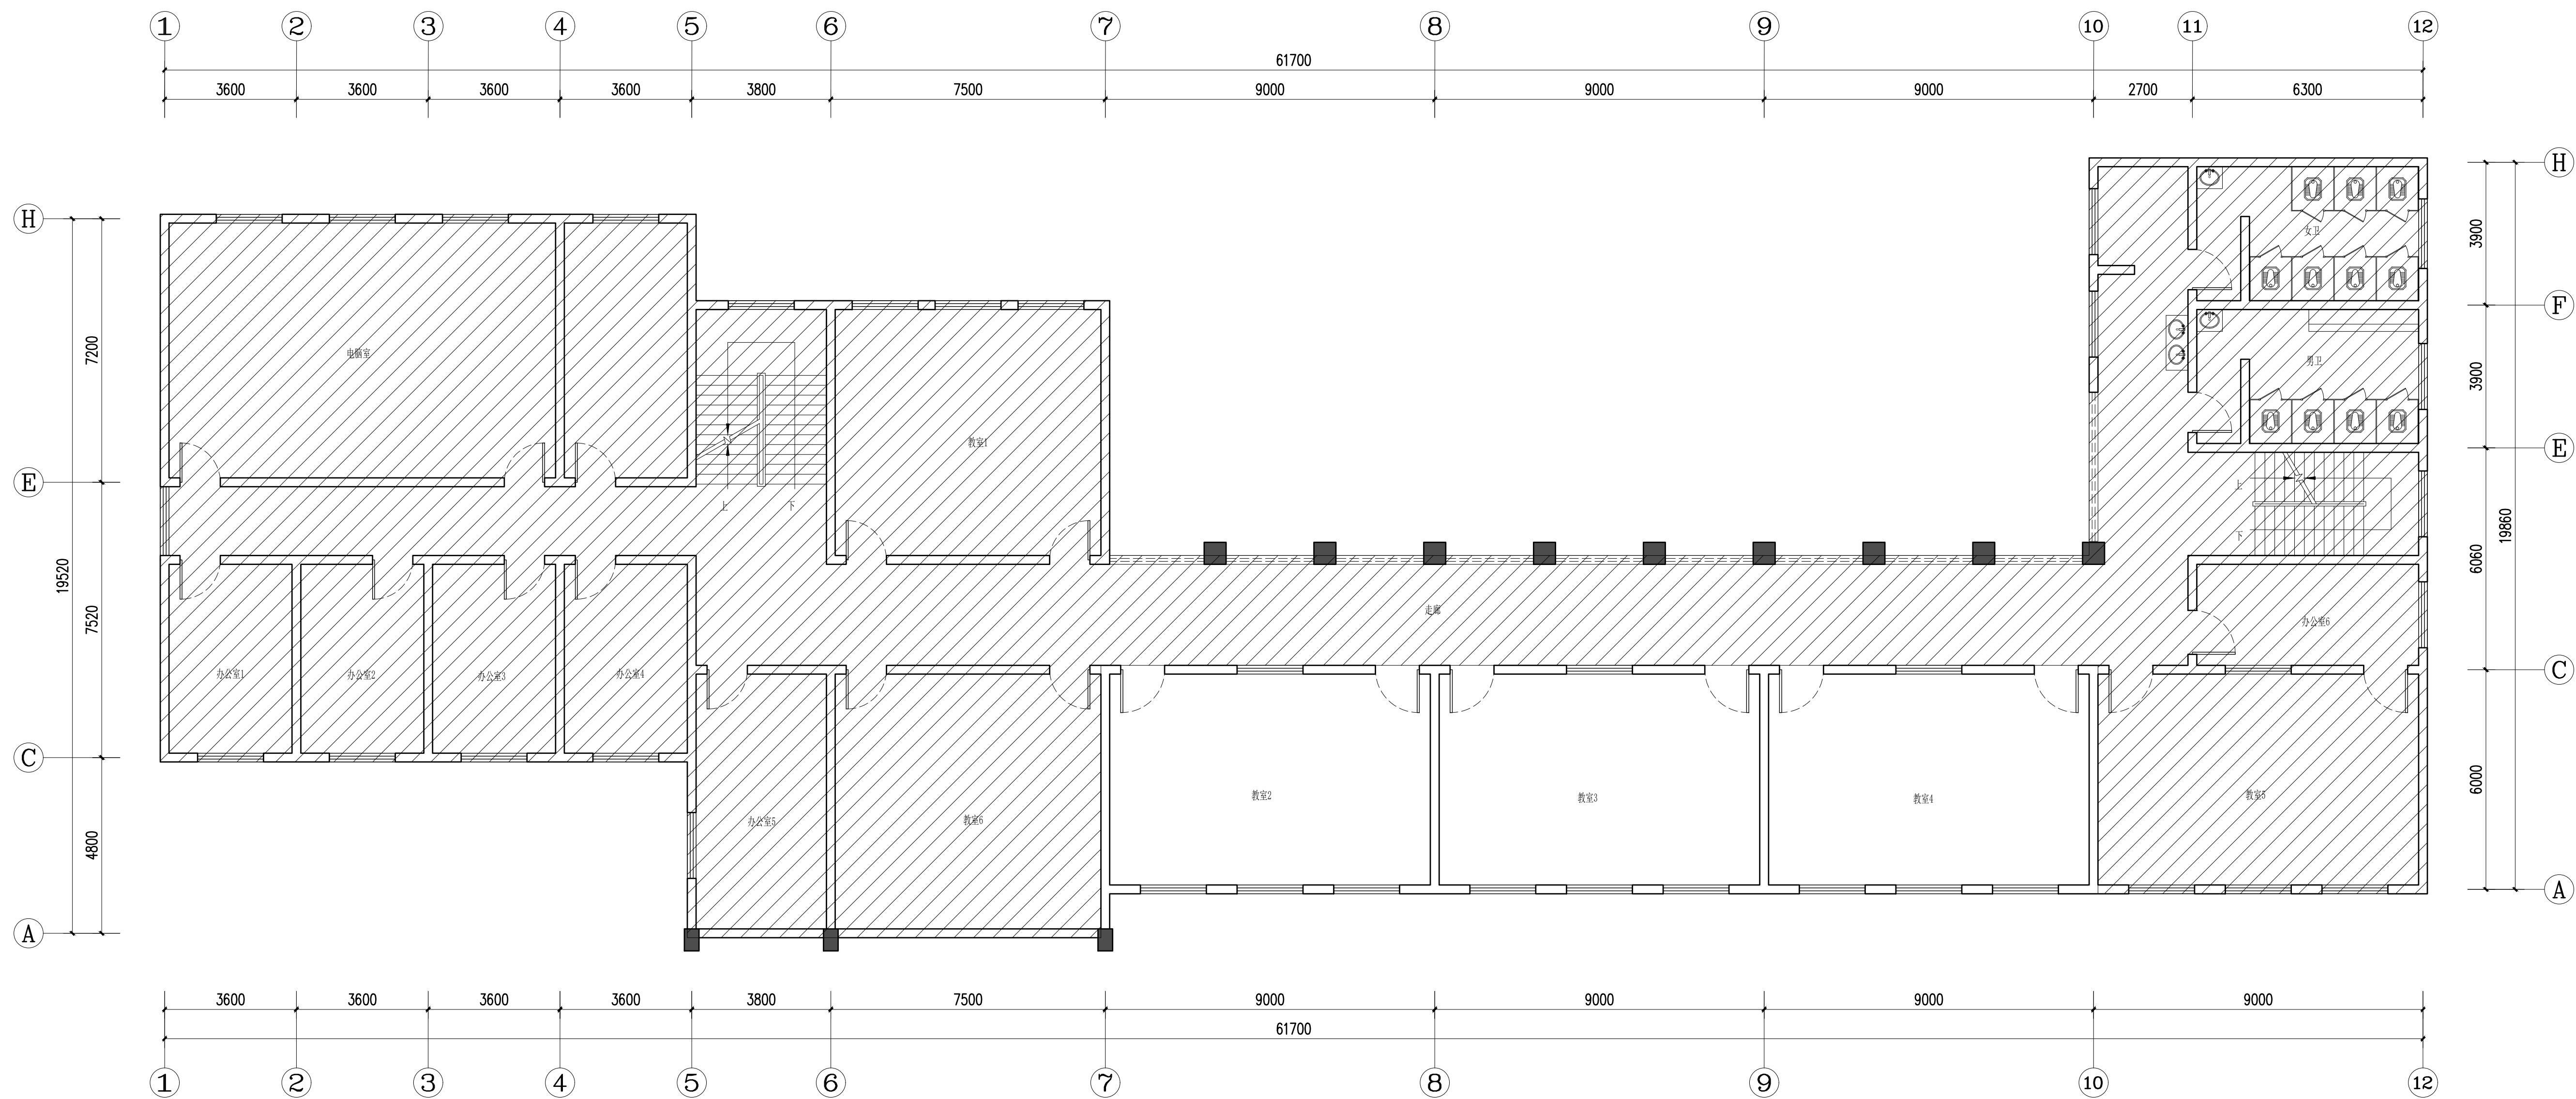 1 2 3 4 5 6 7 8 9 10 11 12
61700
3600 3600 3600 3600 3800 7500 9000 9000 9000 2700 6300
H
H
3900
女卫
F
7200
电脑室
3900
男卫
教室1
E
E
上
上 下
下
19860
6060
19520
7520
走廊
办公室6
C
办公室1 办公室2 办公室3 办公室4
C
6000
教室2 教室3 教室4 教室5
办公室5 教室6
4800
A
A
3600 3600 3600 3600 3800 7500 9000 9000 9000 9000
61700
1 2 3 4 5 6 7 8 9 10 12